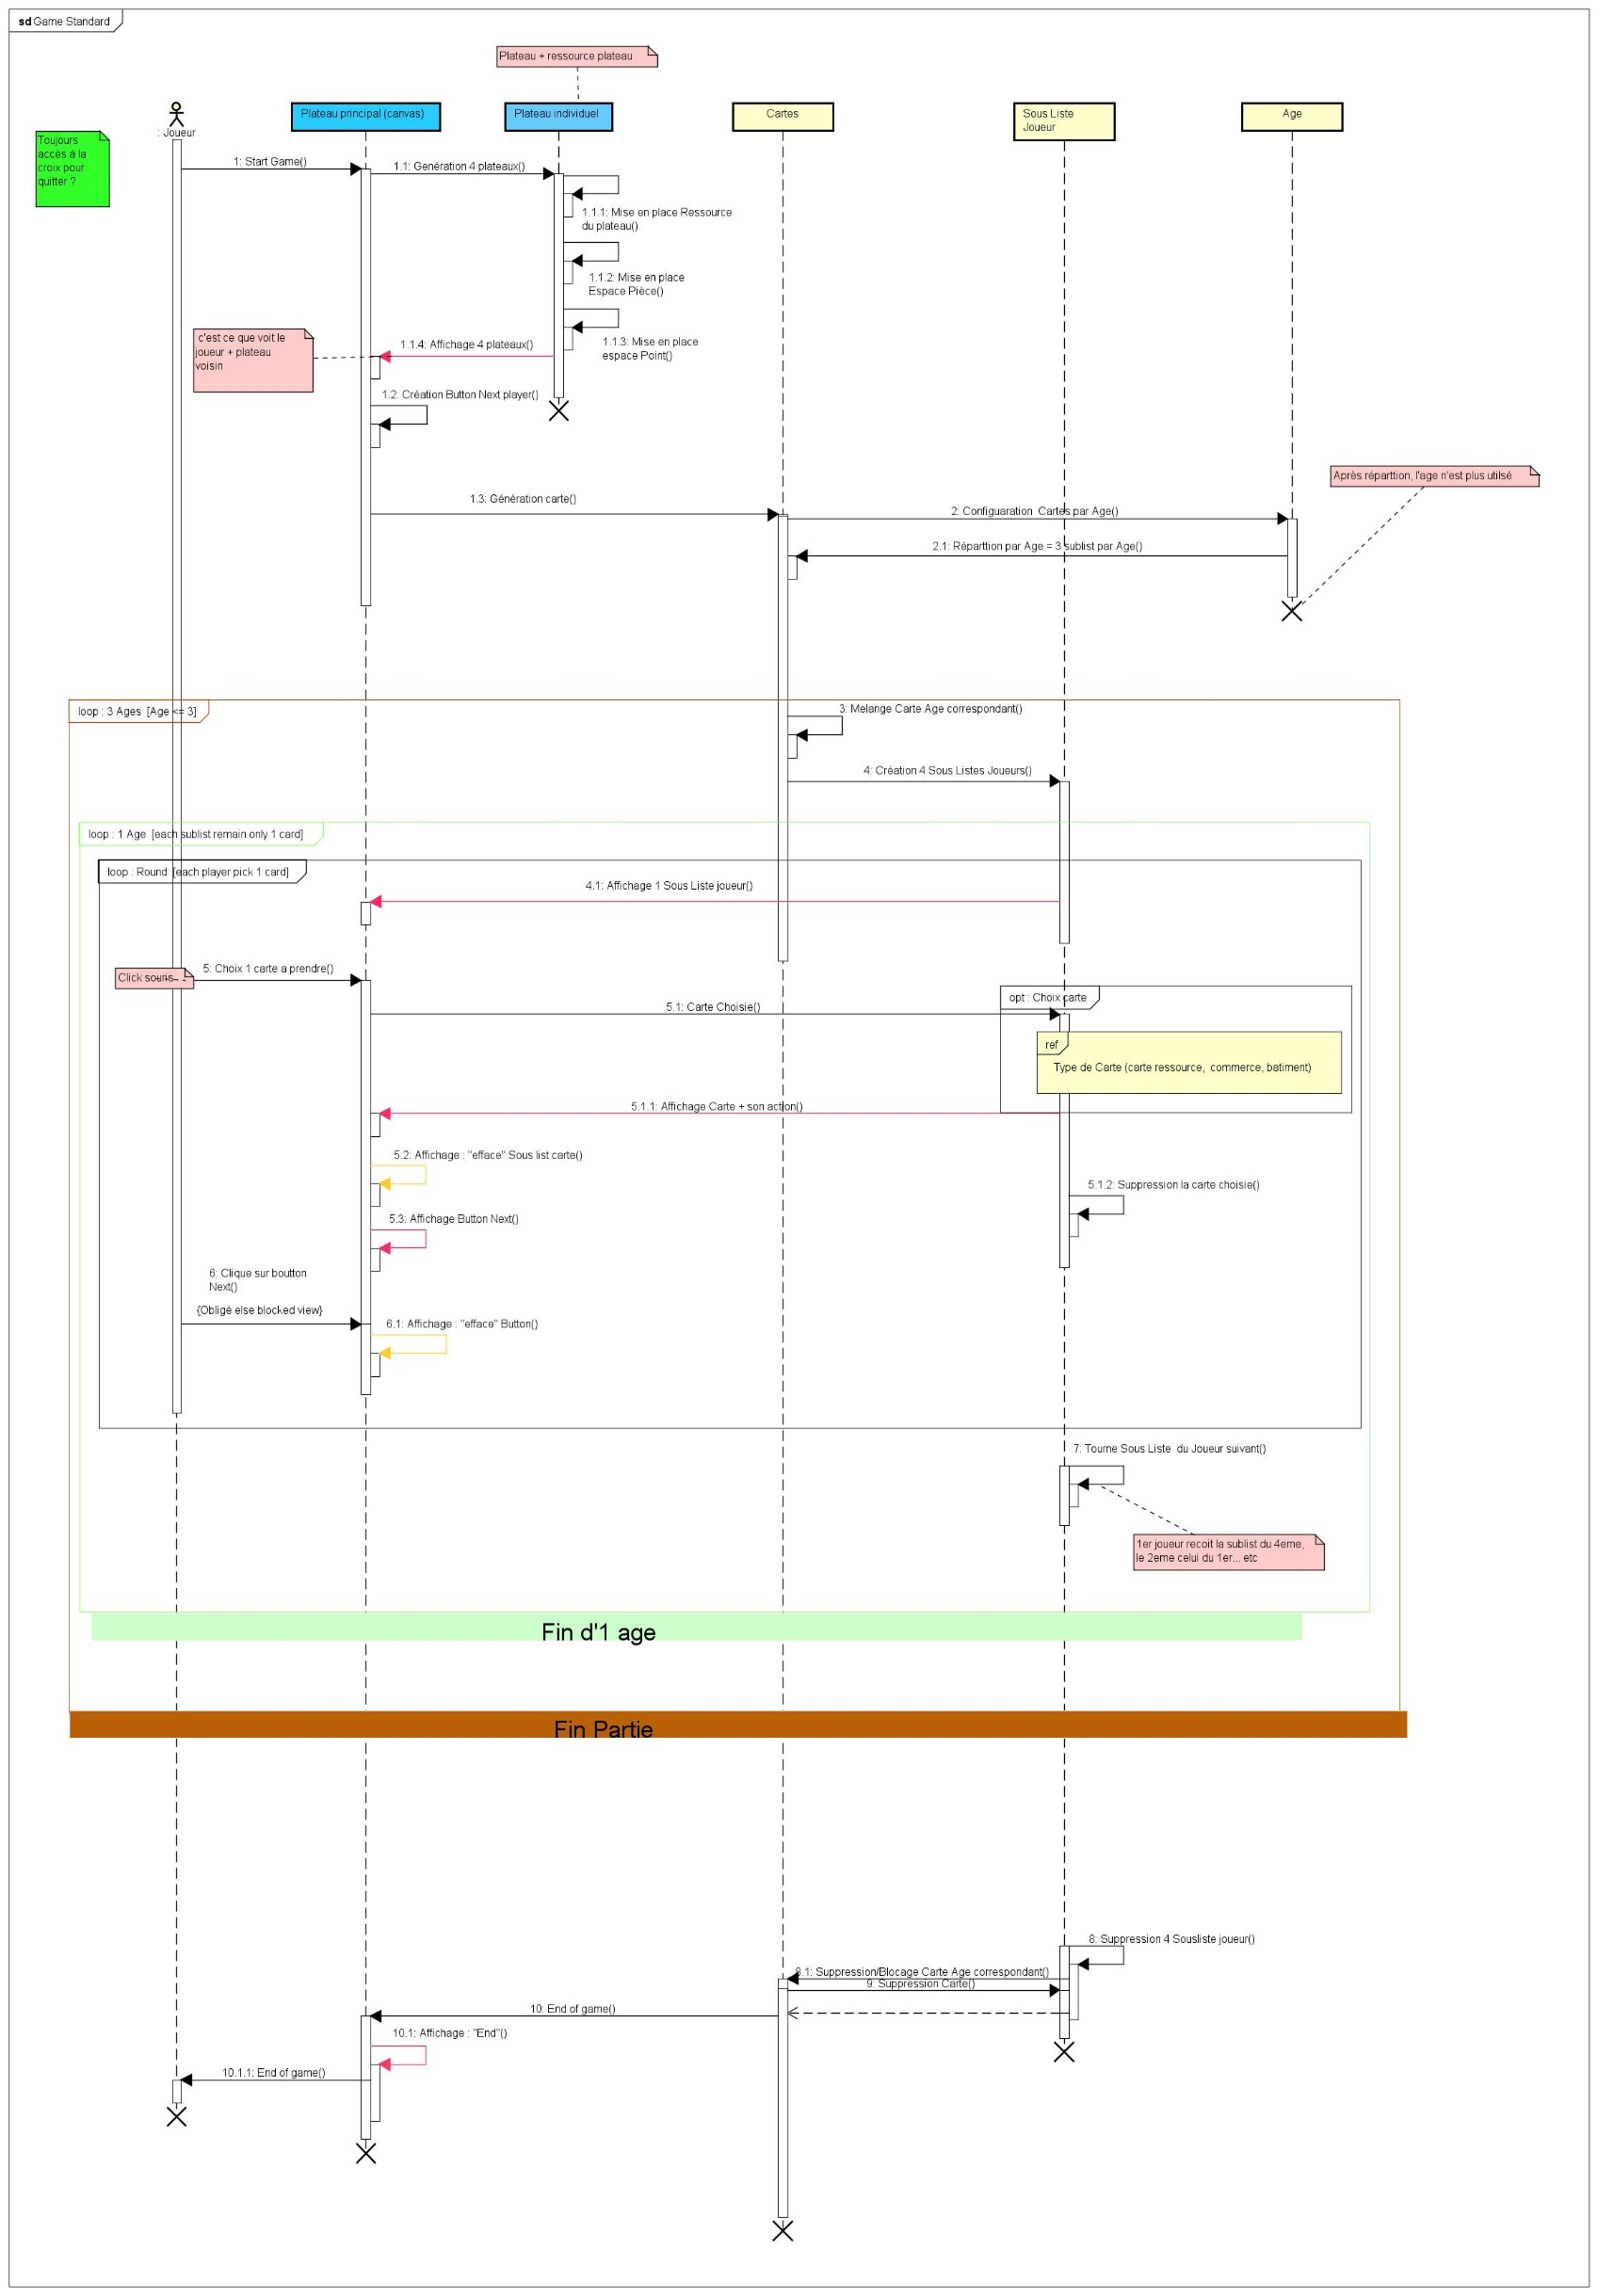 sd Game Standard
Plateau + ressource plateau
: Joueur
Plateau principal (canvas)
Plateau individuel
Cartes
Sous Liste
Joueur
Age
Toujours
accès à la
croix pour
quitter ?
1: Start Game()
1.1: Genération 4 plateaux()
1.1.1: Mise en place Ressource
du plateau()
1.1.2: Mise en place
Espace Pièce()
1.1.3: Mise en place
espace Point()
c'est ce que voit le
joueur + plateau
voisin
1.1.4: Affichage 4 plateaux()
1.2: Création Button Next player()
Après réparttion, l'age n'est plus utilsé
1.3: Génération carte()
2: Configuaration  Cartes par Age()
2.1: Réparttion par Age = 3 sublist par Age()
loop : 3 Ages  [Age <= 3]
3: Melange Carte Age correspondant()
4: Création 4 Sous Listes Joueurs()
loop : 1 Age  [each sublist remain only 1 card]
loop : Round  [each player pick 1 card]
4.1: Affichage 1 Sous Liste joueur()
Click souris
5: Choix 1 carte a prendre()
opt : Choix carte
5.1: Carte Choisie()
ref
Type de Carte (carte ressource,  commerce, batiment)
5.1.1: Affichage Carte + son action()
5.2: Affichage : "efface" Sous list carte()
5.1.2: Suppression la carte choisie()
5.3: Affichage Button Next()
6: Clique sur boutton
Next()
{Obligé else blocked view}
6.1: Affichage : "efface" Button()
7: Tourne Sous Liste  du Joueur suivant()
1er joueur recoit la sublist du 4eme,
le 2eme celui du 1er... etc
Fin d'1 age
Fin Partie
8: Suppression 4 Sousliste joueur()
8.1: Suppression/Blocage Carte Age correspondant()
9: Suppression Carte()
10: End of game()
10.1: Affichage : "End"()
10.1.1: End of game()